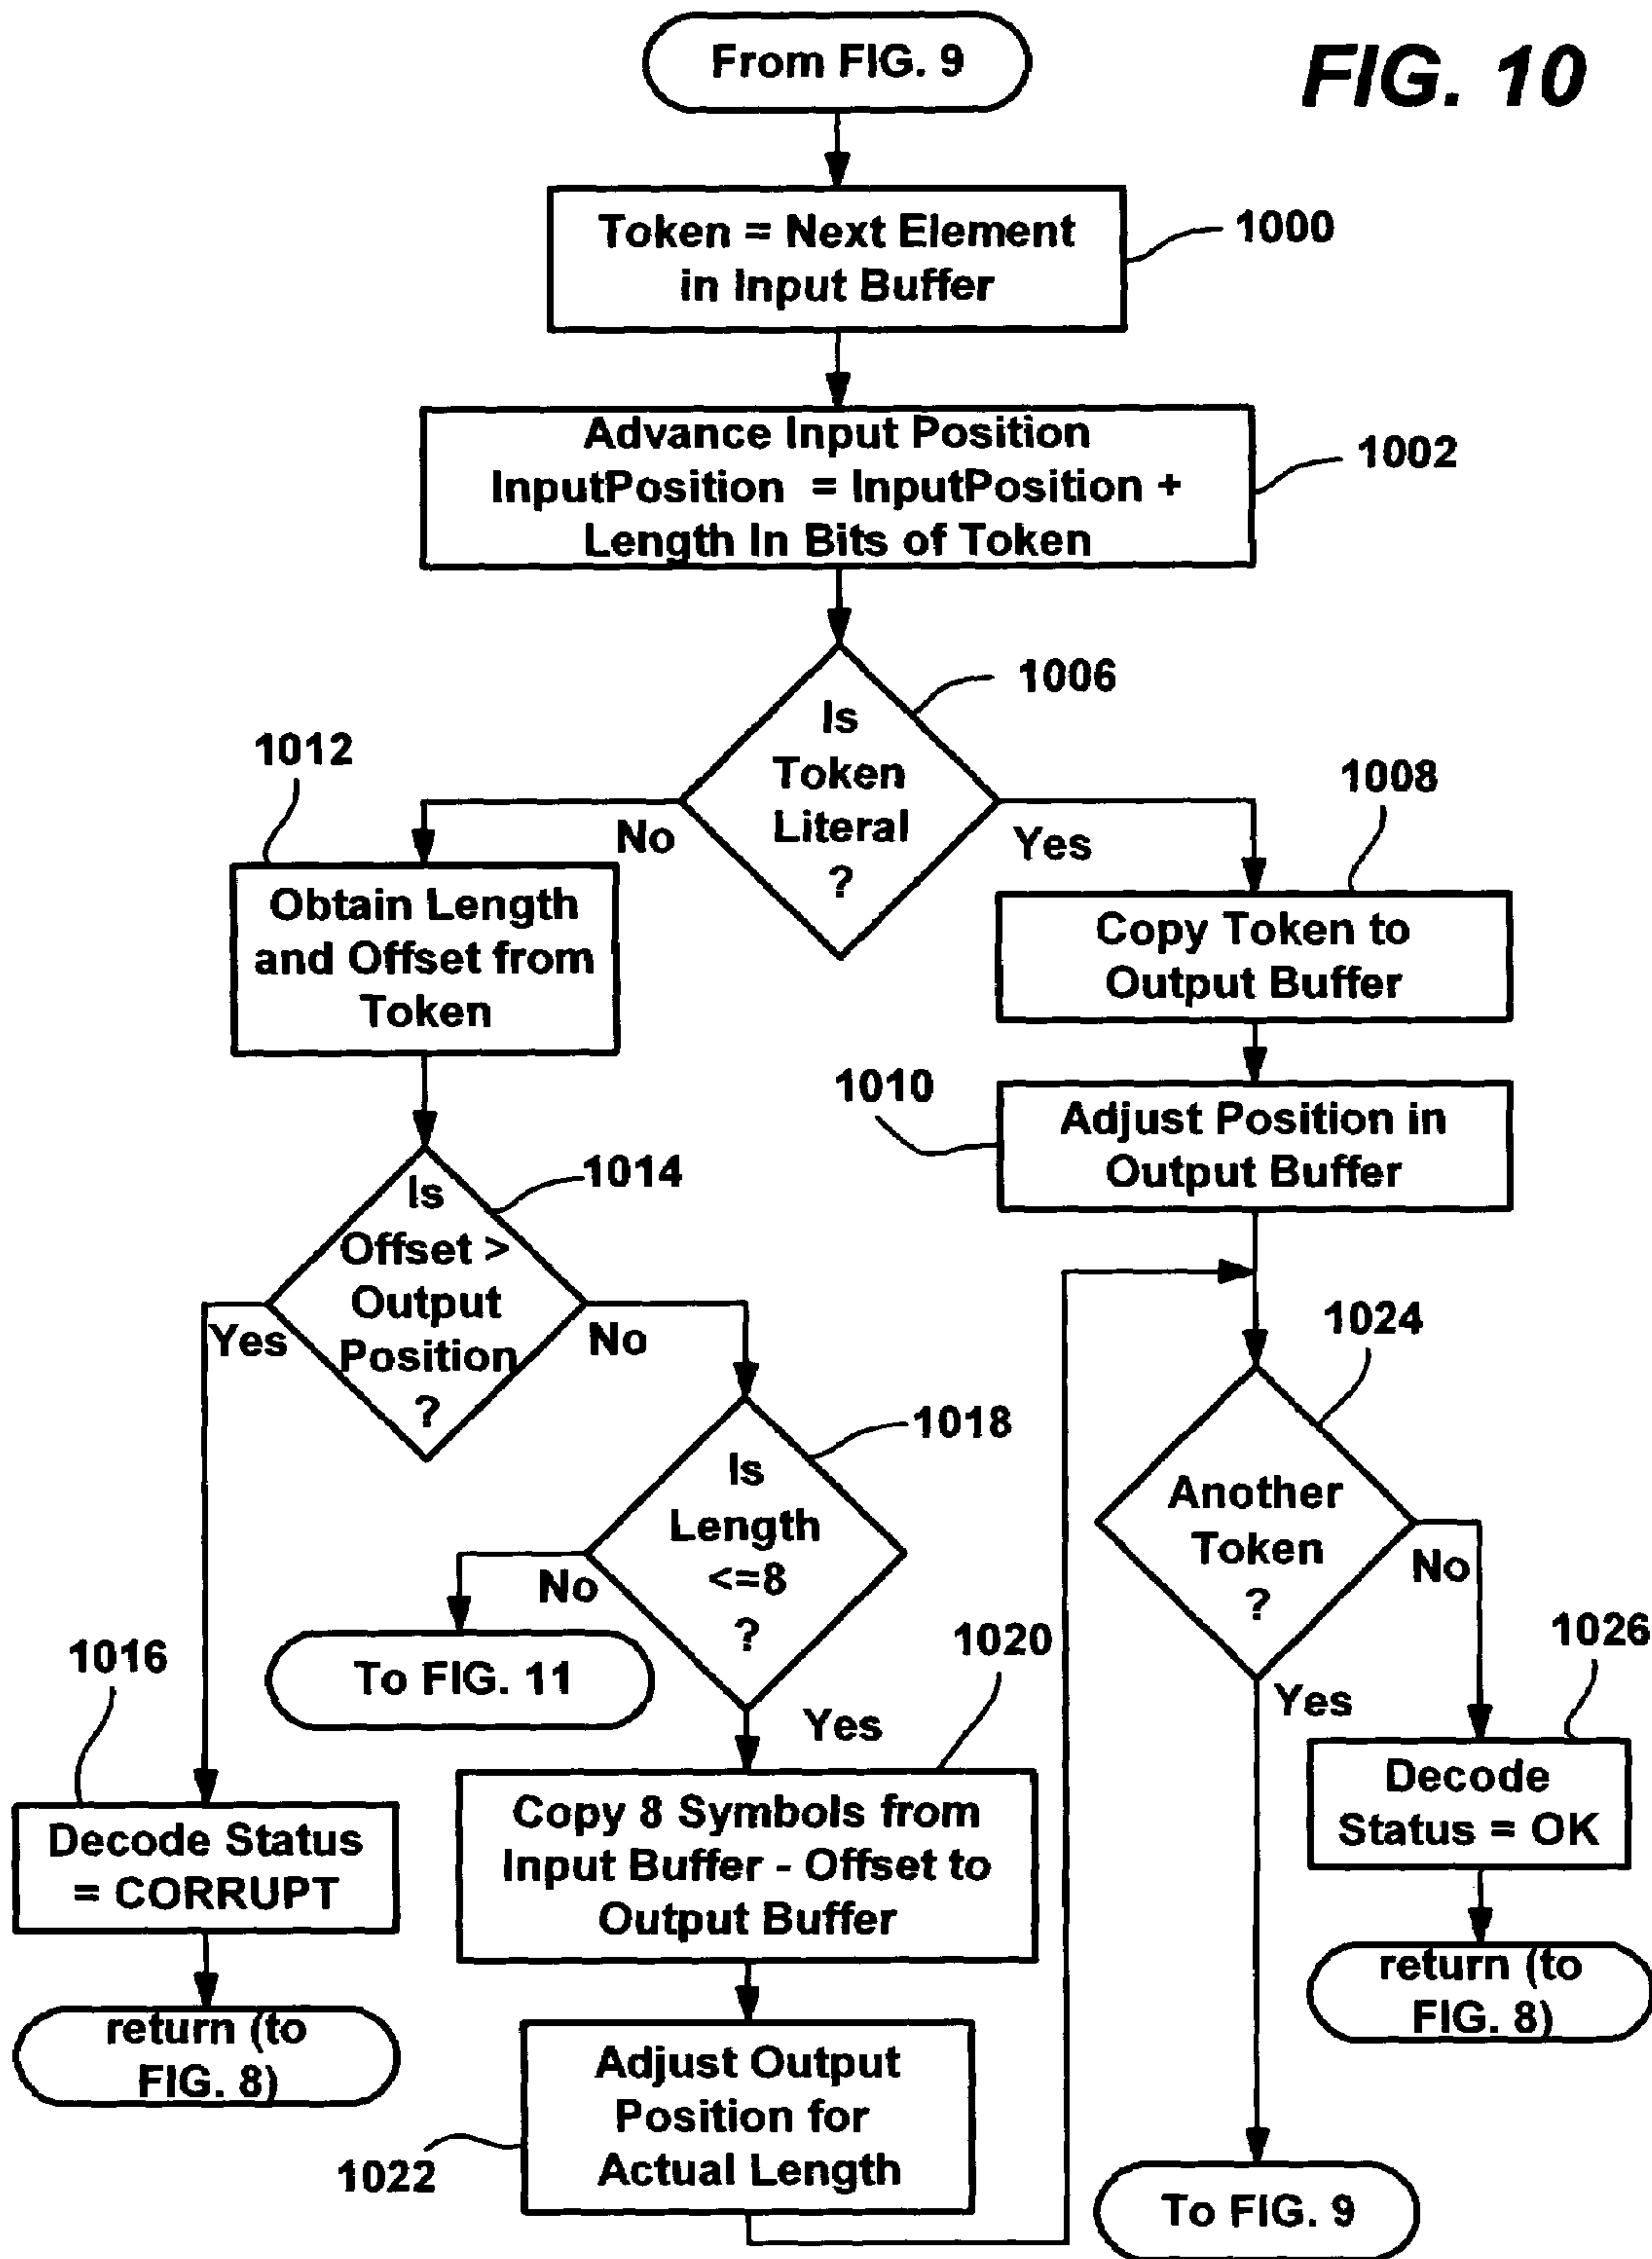 From FIG. 9
FIG. 10
Token = Next Element
in Input Buffer
1000
Advance Input Position
InputPosition = InputPosition +
Length In Bits of Token
1002
Is
Token
Literal
?
1006
No
Yes
1012
Obtain Length
and Offset from
Token
1008
Copy Token to
Output Buffer
1010
Adjust Position in
Output Buffer
Is
Offset >
Output
Position
?
1014
Yes
No
Is
Length
<=8
?
1018
No
Yes
To FIG. 11
1024
Another
Token
?
No
Yes
1016
Decode Status
= CORRUPT
return (to
FIG. 8)
1020
Copy 8 Symbols from
Input Buffer - Offset to
Output Buffer
1022
Adjust Output
Position for
Actual Length
1026
Decode
Status = OK
return (to
FIG. 8)
To FIG. 9